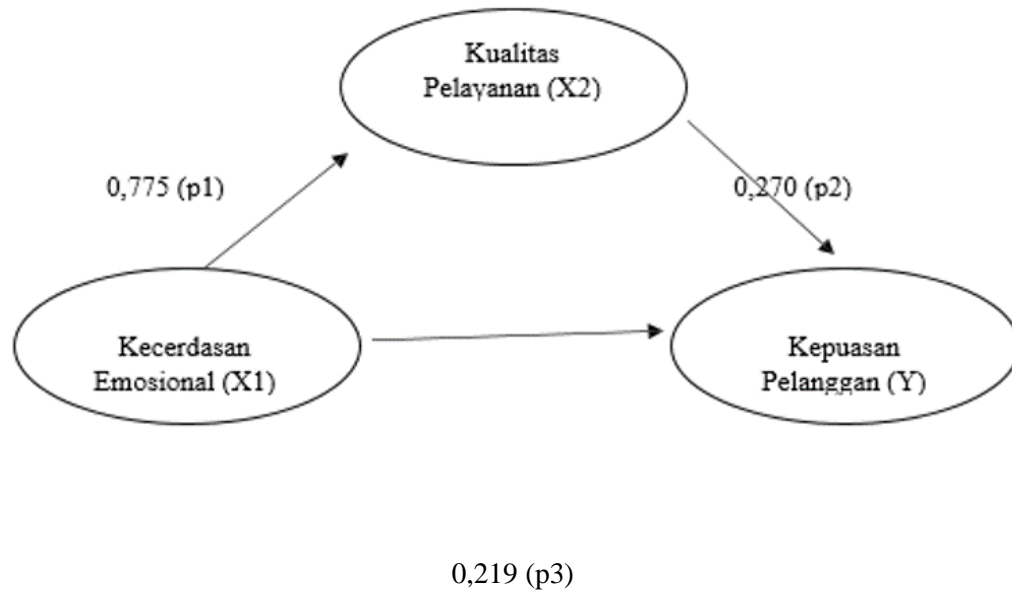 Kualitas
Pelayanan (X2)
0,775 (p1)
0,270 (p2)
Kecerdasan
Emosional (X1)
Kepuasan
Pelanggan (Y)
0,219 (p3)